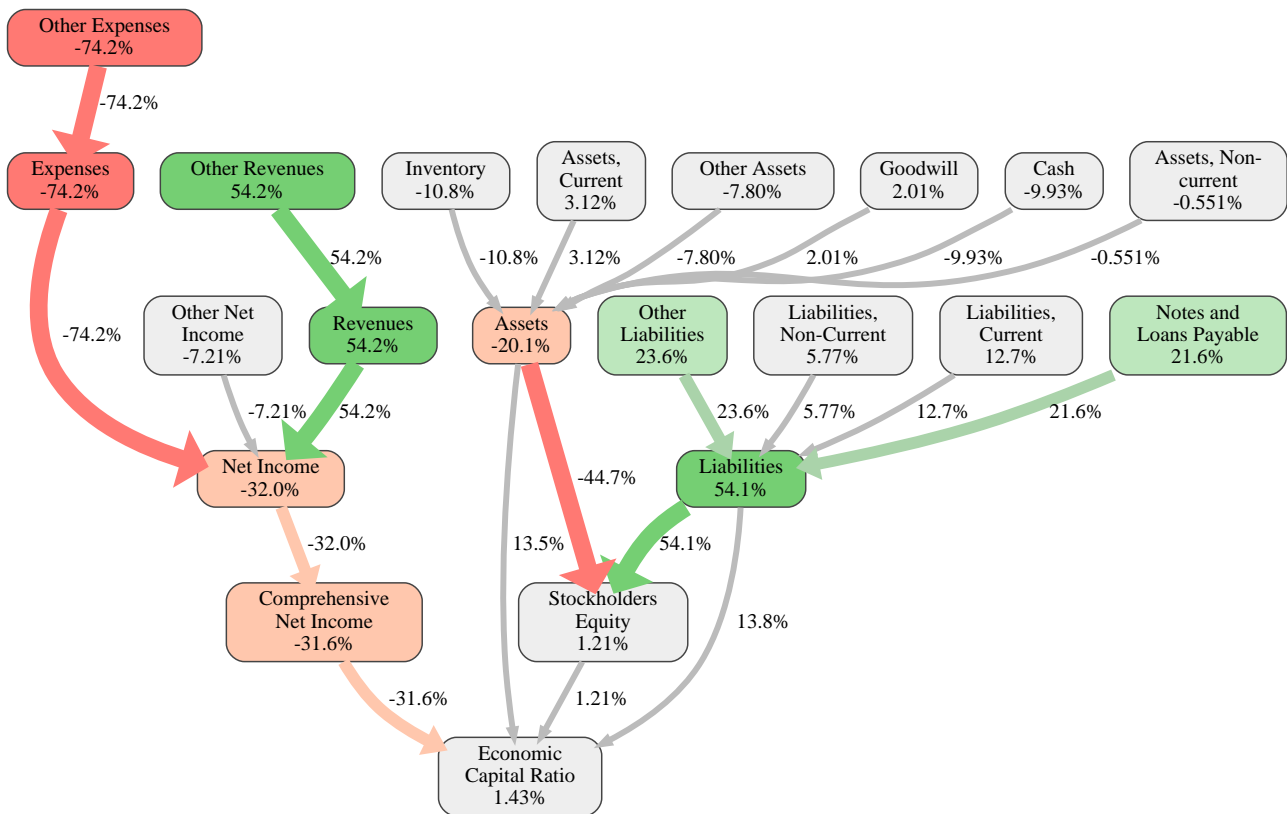 Other Expenses
-74.2%
-74.2%
Expenses
-74.2%
Other Revenues
54.2%
Inventory
-10.8%
Assets,
Current
3.12%
Other Assets
-7.80%
Goodwill
2.01%
Cash
-9.93%
Assets, Non-
current
-0.551%
54.2%
-10.8%
3.12%
-7.80%
2.01%
-9.93%
-0.551%
-74.2%
Other Net
Income
-7.21%
Revenues
54.2%
Assets
-20.1%
Other
Liabilities
23.6%
Liabilities,
Non-Current
5.77%
Liabilities,
Current
12.7%
Notes and
Loans Payable
21.6%
-7.21%
54.2%
23.6%
5.77%
12.7%
21.6%
Net Income
-32.0%
-44.7%
Liabilities
54.1%
-32.0%
13.5%
54.1%
Comprehensive
Net Income
-31.6%
Stockholders
Equity
1.21%
13.8%
-31.6%
1.21%
Economic
Capital Ratio
1.43%